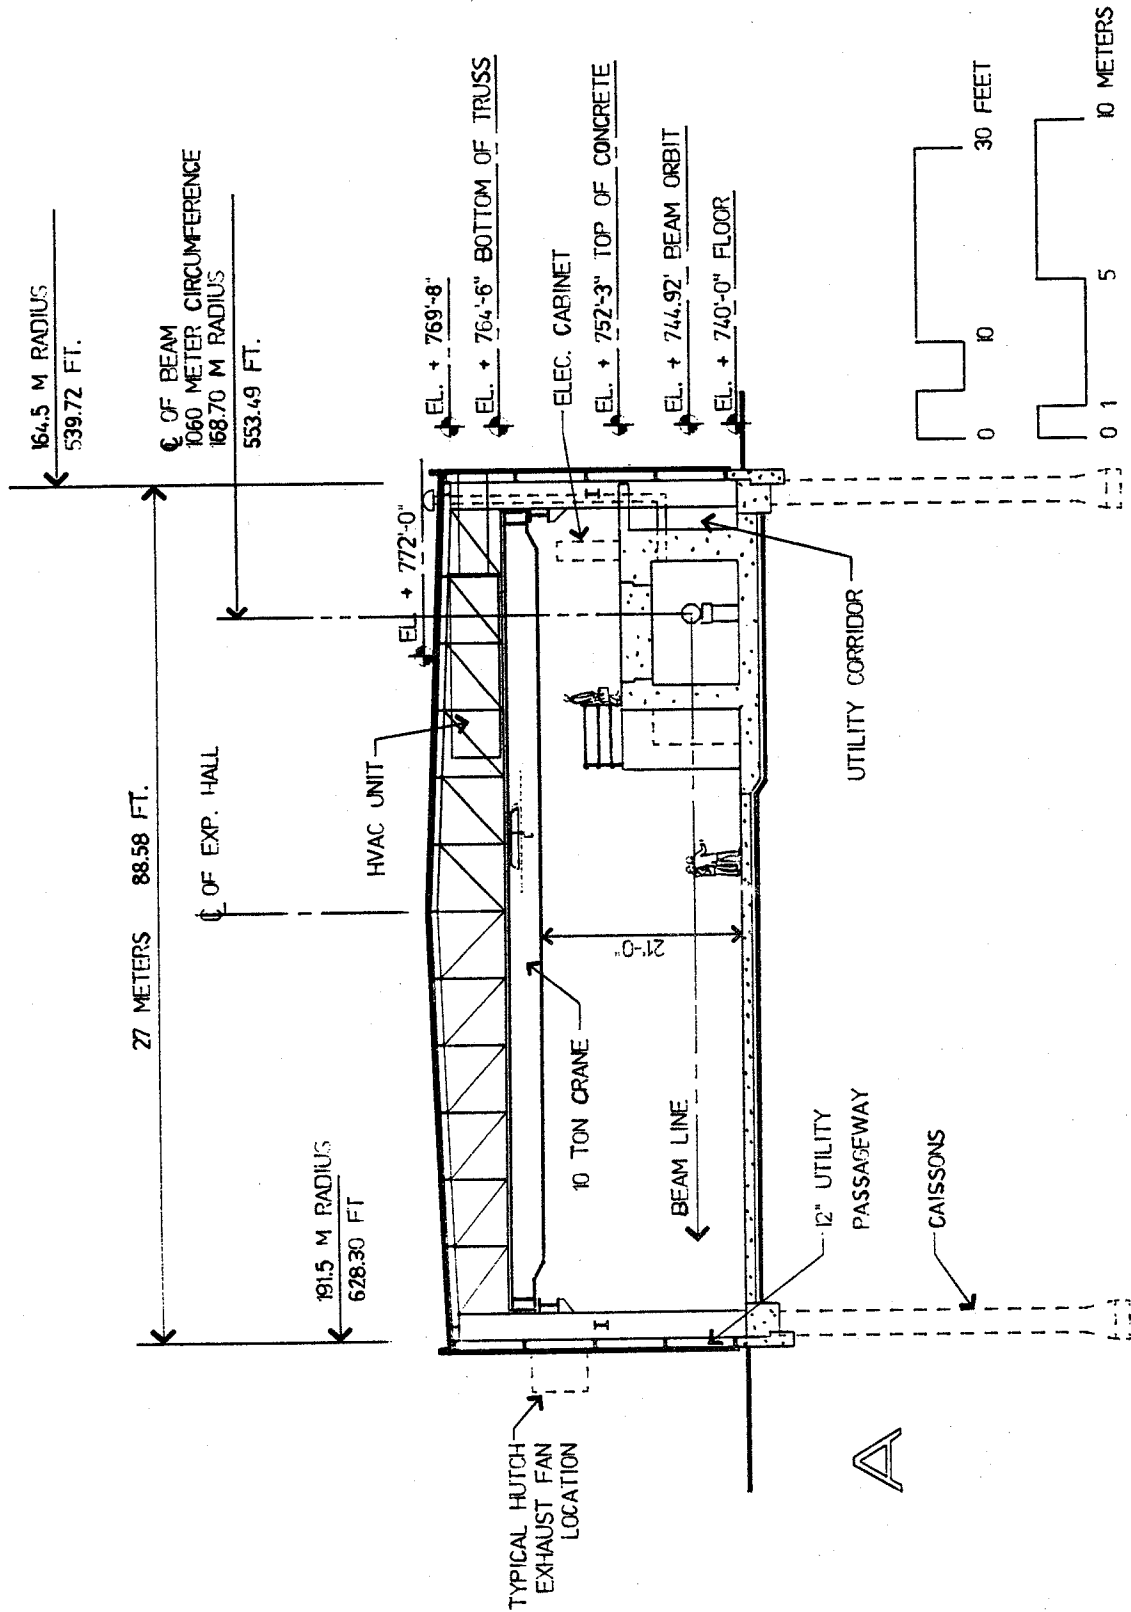 164.5 M RADIUS
539.72 FT.
℄ OF BEAM
1060 METER CIRCUMFERENCE
168.70 M RADIUS
553.49 FT.
27 METERS 88.58 FT.
℄ OF EXP. HALL
191.5 M RADIUS
628.30 FT
EL. + 772'-0"
EL. + 769'-8"
EL. + 764'-6" BOTTOM OF TRUSS
ELEC. CABINET
EL. + 752'-3" TOP OF CONCRETE
EL. + 744.92' BEAM ORBIT
EL. + 740'-0" FLOOR
HVAC UNIT
21'-0"
10 TON CRANE
BEAM LINE
UTILITY CORRIDOR
12" UTILITY
PASSAGEWAY
CAISSONS
TYPICAL HUTCH
EXHAUST FAN
LOCATION
A
0 10 30 FEET
0 1 5 10 METERS